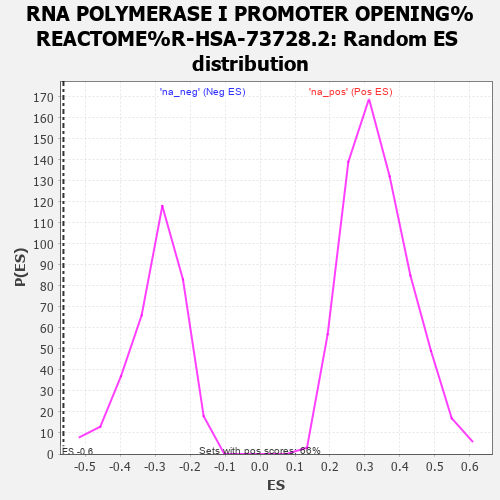 RNA POLYMERASE I PROMOTER OPENING%
REACTOME%R-HSA-73728.2: Random ES
distribution
'na_neg' (Neg ES)
'na_pos' (Pos ES)
170
160
150
140
130
120
110
100
90
80
70
60
50
40
30
20
10
0
P(ES)
ES -0.6
Sets with pos scores: 66%
-0.5 -0.4 -0.3 -0.2 -0.1 0.0 0.1 0.2 0.3 0.4 0.5 0.6
ES